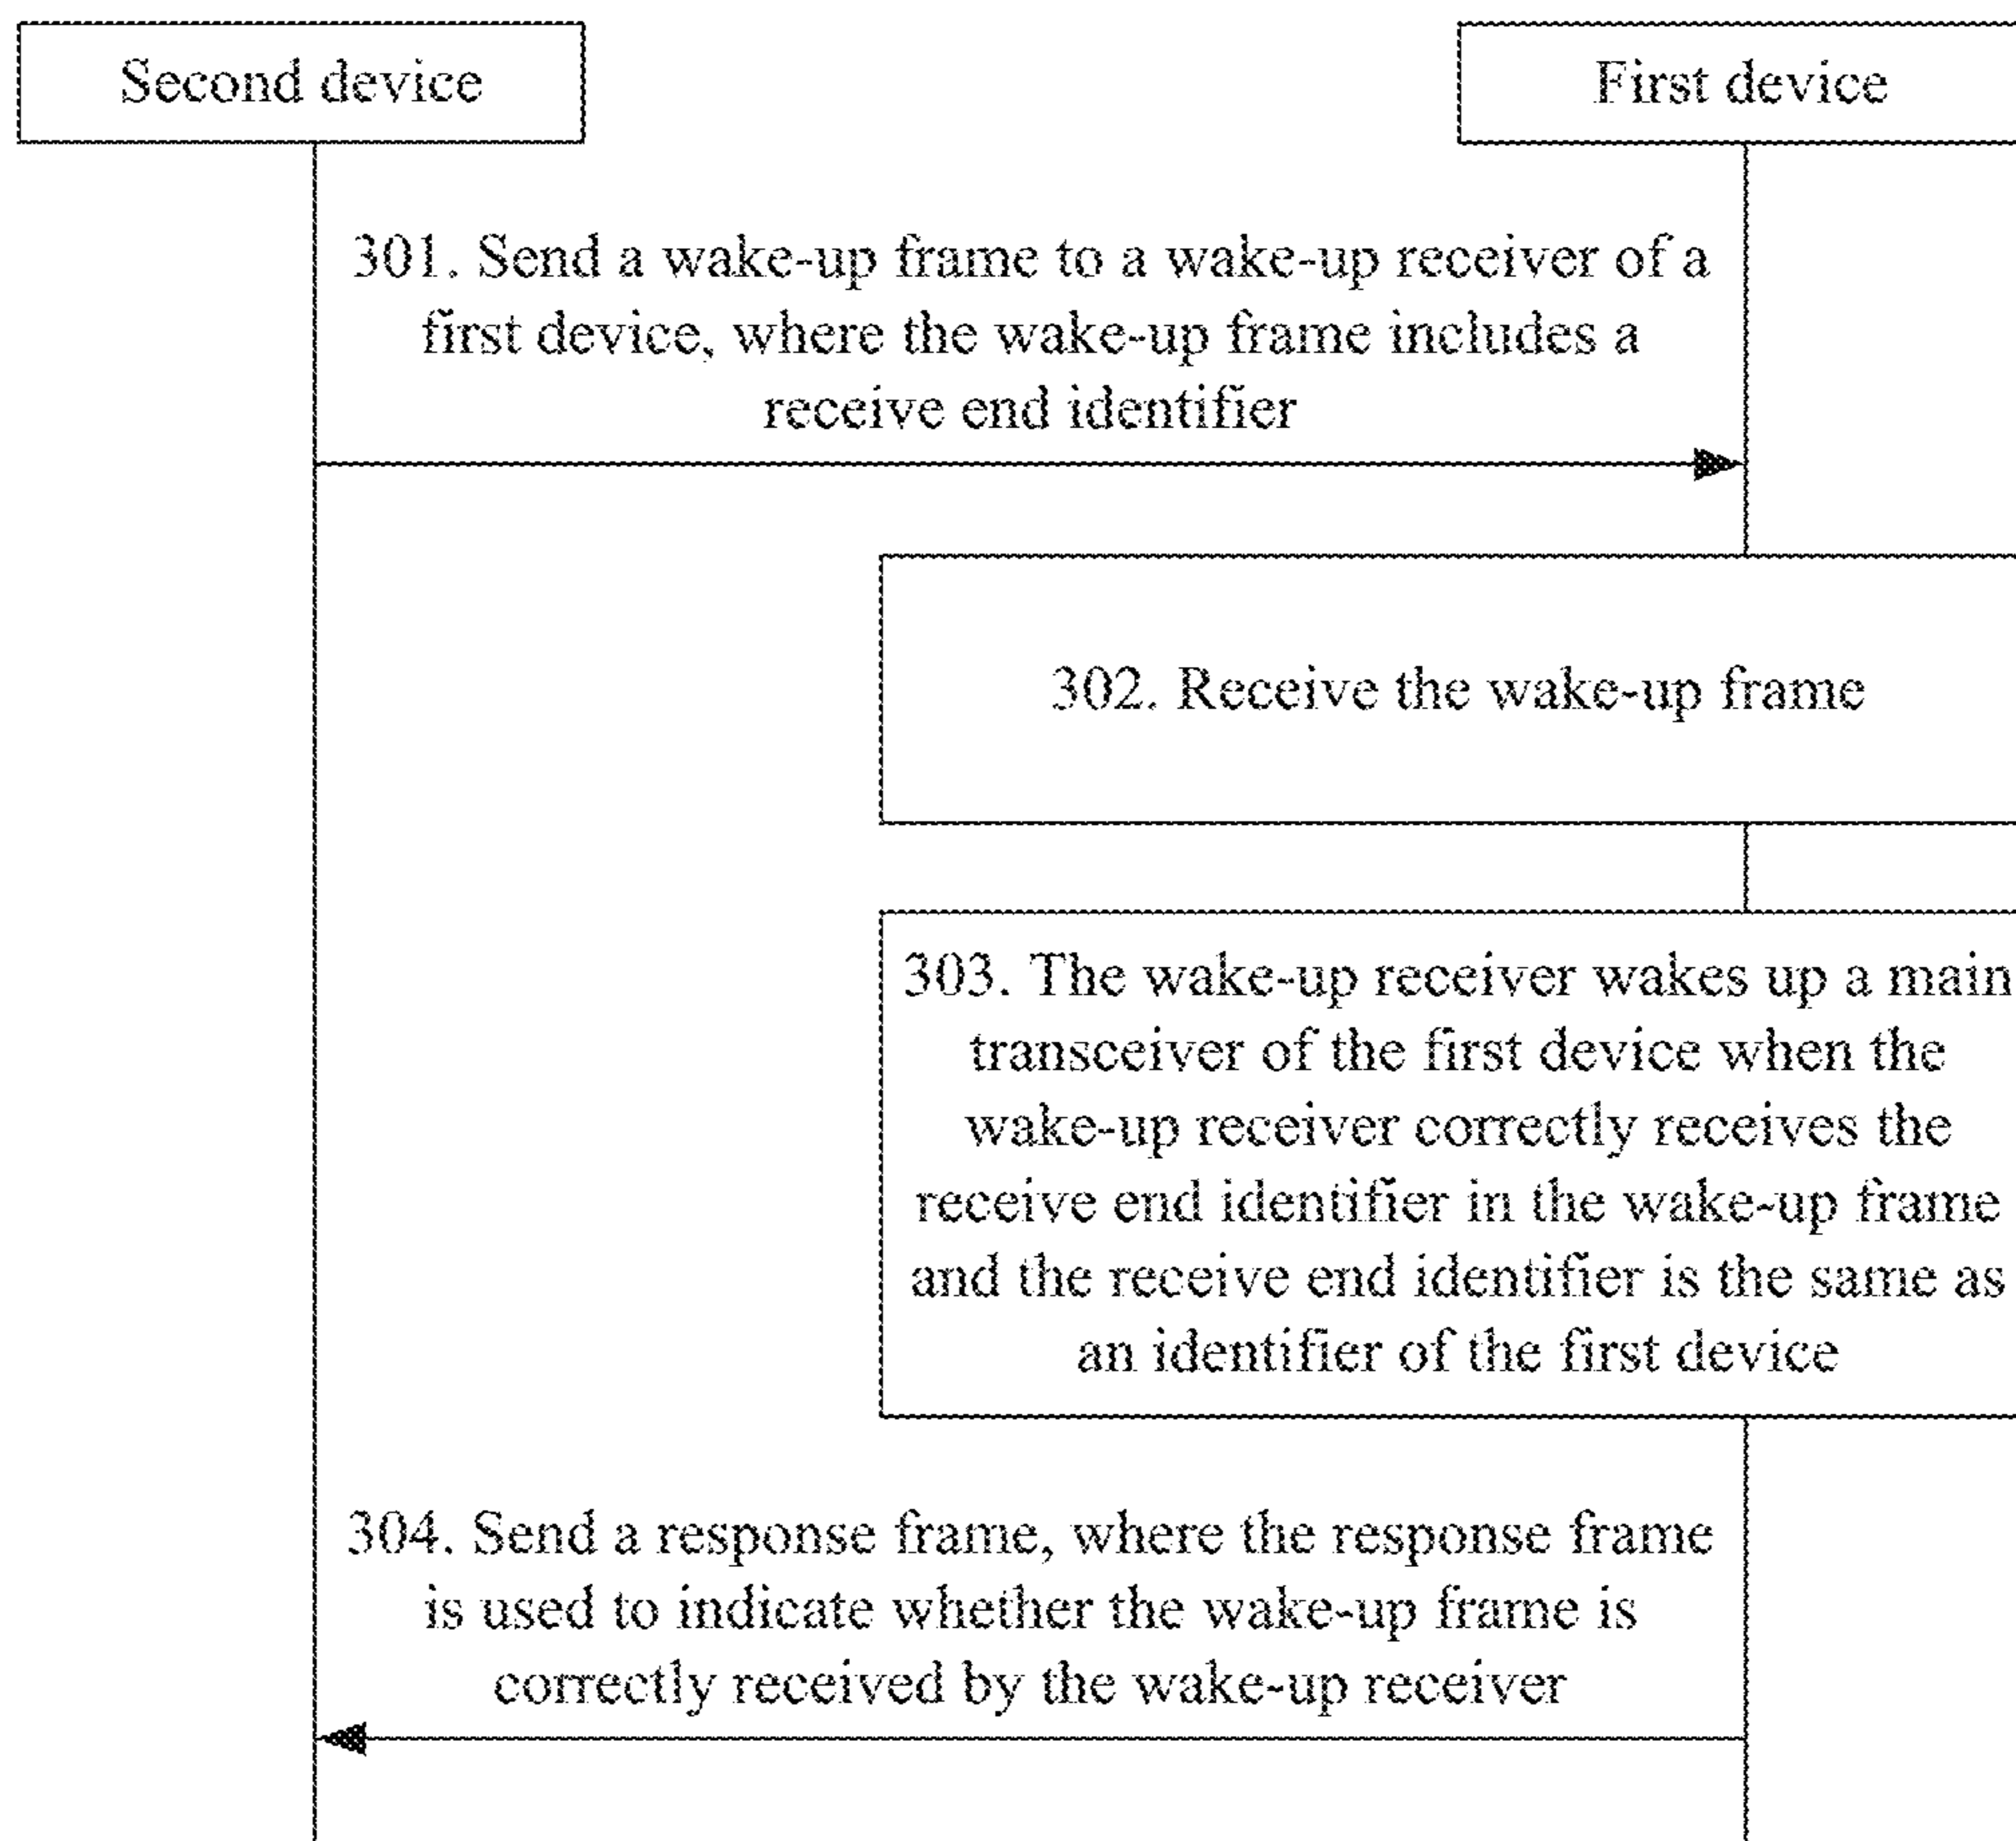 Second device
First device
301. Send a wake-up frame to a wake-up receiver of a
first device, where the wake-up frame includes a
receive end identifier
302. Receive the wake-up frame
303. The wake-up receiver wakes up a main
transceiver of the first device when the
wake-up receiver correctly receives the
receive end identifier in the wake-up frame
and the receive end identifier is the same as
an identifier of the first device
304. Send a response frame, where the response frame
is used to indicate whether the wake-up frame is
correctly received by the wake-up receiver